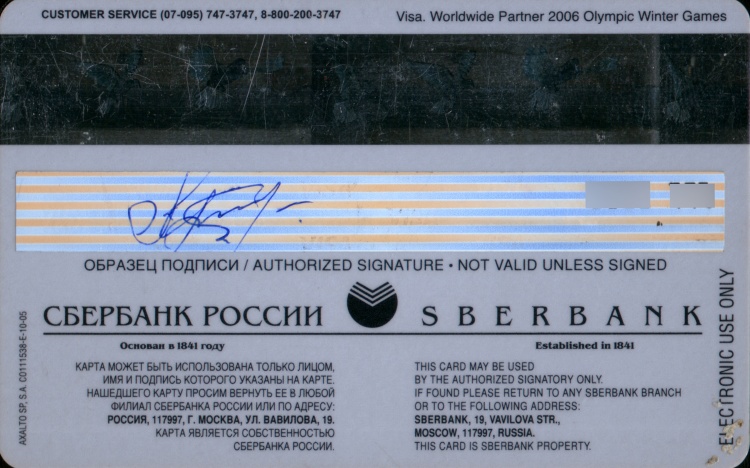 CUSTOMER SERVICE (07-095) 747-3747, 8-800-200-3747
Visa. Worldwide Partner 2006 Olympic Winter Games
ОБРАЗЕЦ ПОДПИСИ / AUTHORIZED SIGNATURE • NOT VALID UNLESS SIGNED
СБЕРБАНК РОССИИ
Основан в 1841 году
КАРТА МОЖЕТ БЫТЬ ИСПОЛЬЗОВАНА ТОЛЬКО ЛИЦОМ,
ИМЯ И ПОДПИСЬ КОТОРОГО УКАЗАНЫ НА КАРТЕ.
НАШЕДШЕГО КАРТУ ПРОСИМ ВЕРНУТЬ ЕЕ В ЛЮБОЙ
ФИЛИАЛ СБЕРБАНКА РОССИИ ИЛИ ПО АДРЕСУ:
РОССИЯ, 117997, Г. МОСКВА, УЛ. ВАВИЛОВА, 19.
КАРТА ЯВЛЯЕТСЯ СОБСТВЕННОСТЬЮ
СБЕРБАНКА РОССИИ.
SBERBANK
Established in 1841
THIS CARD MAY BE USED
BY THE AUTHORIZED SIGNATORY ONLY.
IF FOUND PLEASE RETURN TO ANY SBERBANK BRANCH
OR TO THE FOLLOWING ADDRESS:
SBERBANK, 19, VAVILOVA STR.,
MOSCOW, 117997, RUSSIA.
THIS CARD IS SBERBANK PROPERTY.
ELECTRONIC USE ONLY
AXALTO SP, S.A. C0111538-E-10-05